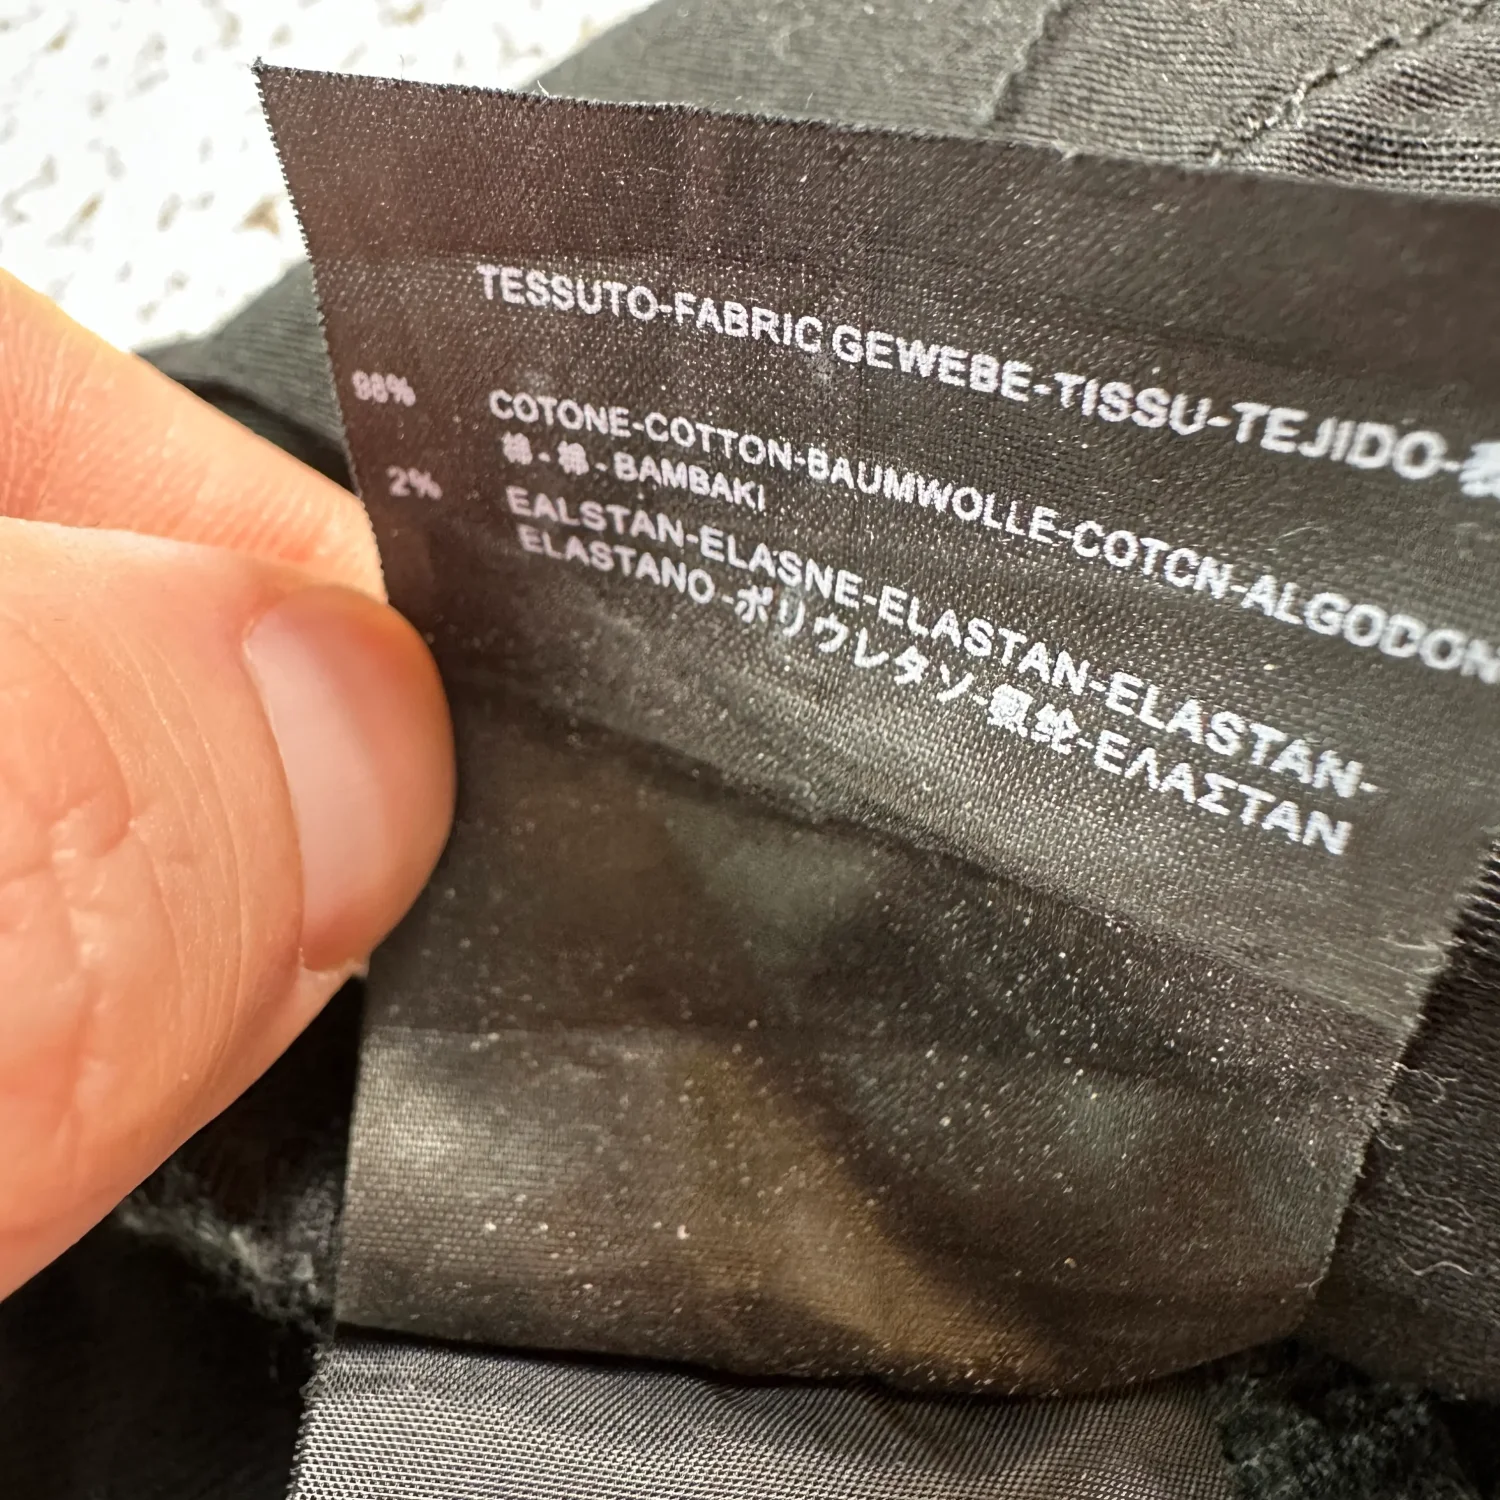 TESSUTO-FABRIC GEWEBE-TISSU-TEJIDO-
98% COTONE-COTTON-BAUMWOLLE-COTCN-ALGODON
棉-棉-BAMBAKI
2% EALSTAN-ELASNE-ELASTAN-ELASTAN-
ELASTANO-ポリウレタン-氨纶-ΕΛΑΣTAN